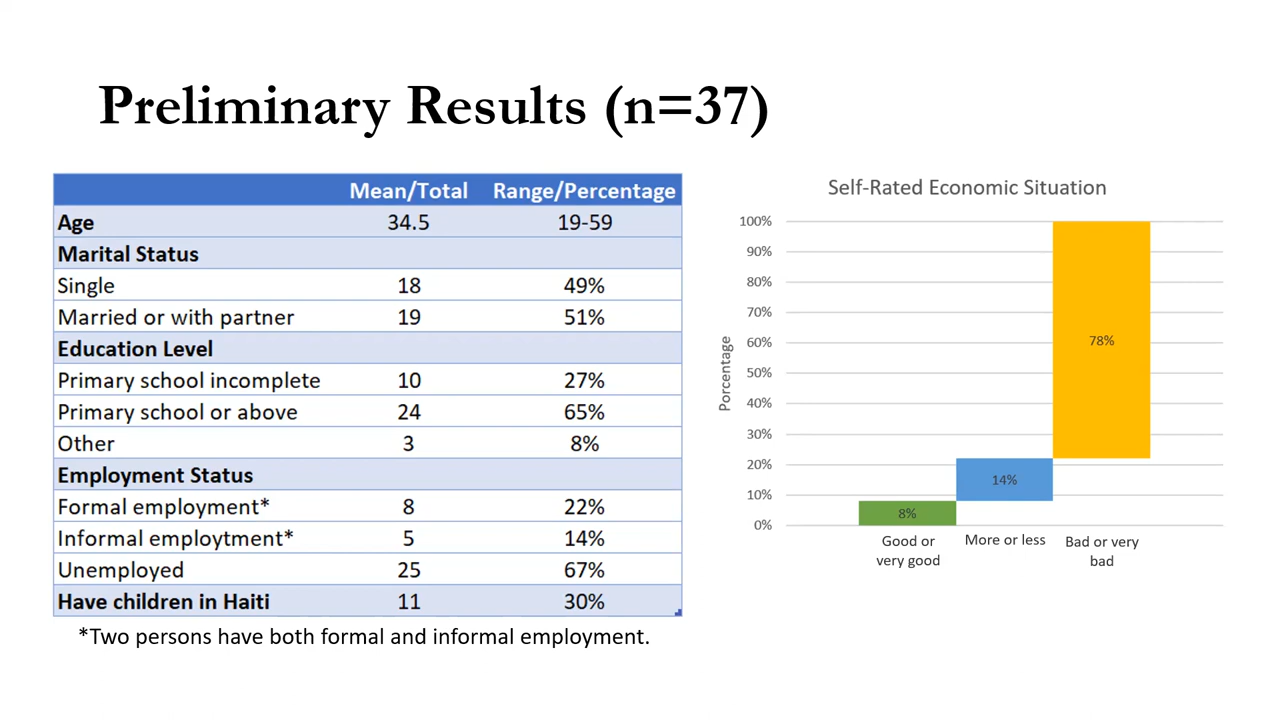 Preliminary Results (n=37)
Mean/Total Range/Percentage
Age 34.5 19-59
Marital Status
Single 18 49%
Married or with partner 19 51%
Education Level
Primary school incomplete 10 27%
Primary school or above 24 65%
Other 3 8%
Employment Status
Formal employment* 8 22%
Informal employtment* 5 14%
Unemployed 25 67%
Have children in Haiti 11 30%
*Two persons have both formal and informal employment.
Self-Rated Economic Situation
Porcentage
100%
90%
80%
70%
60%
50%
40%
30%
20%
10%
0%
8%
14%
78%
Good or
very good
More or less
Bad or very
bad